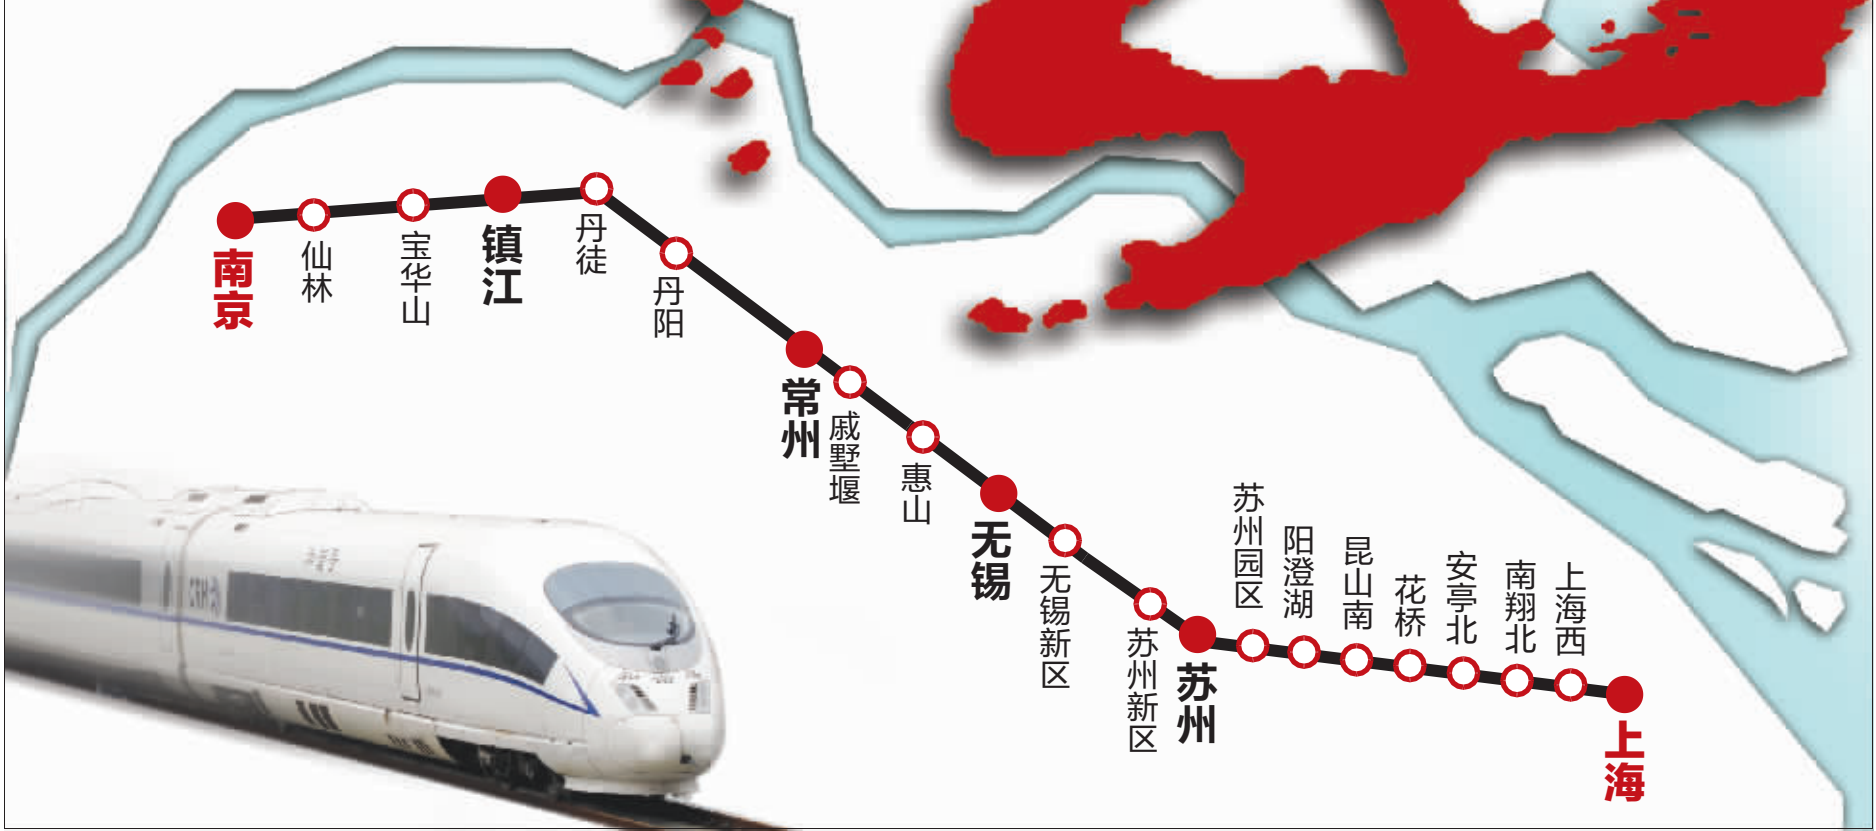 南京
仙林
宝华山
镇江
丹徒
丹阳
常州
戚墅堰
惠山
无锡
无锡新区
苏州新区
苏州
苏州园区
阳澄湖
昆山南
花桥
安亭北
南翔北
上海西
上海